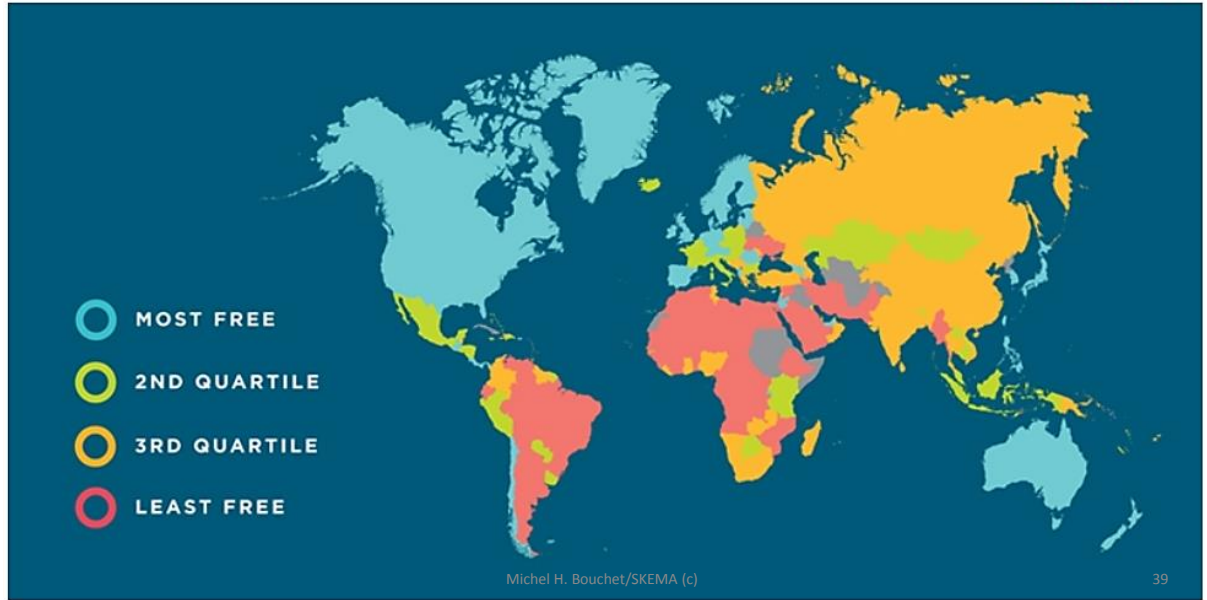 MOST FREE
2ND QUARTILE
3RD QUARTILE
LEAST FREE
Michel H. Bouchet/SKEMA (c)
39